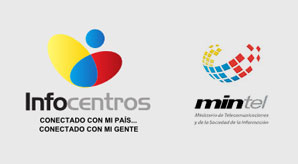 Infocentros
CONECTADO CON MI PAÍS...
CONECTADO CON MI GENTE
mintel
Ministerio de Telecomunicaciones
y de la Sociedad de la Información